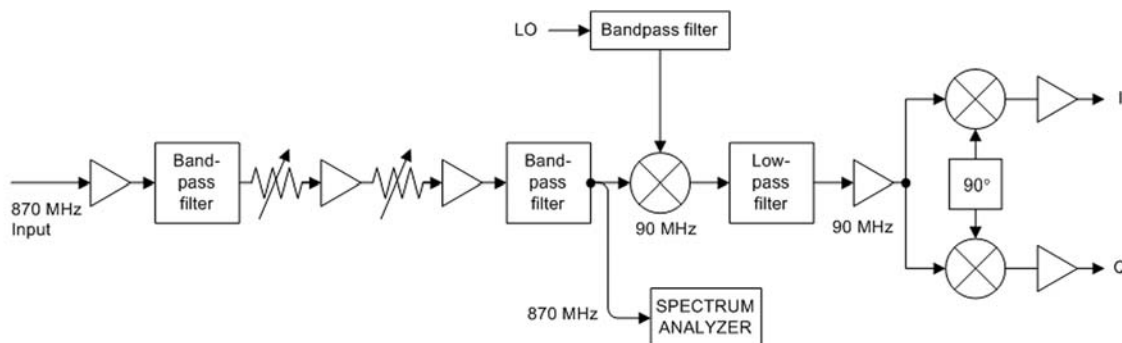 LO
Bandpass filter
I
Band-
pass
filter
Band-
pass
filter
Low-
pass
filter
90°
870 MHz
Input
90 MHz
90 MHz
Q
870 MHz
SPECTRUM
ANALYZER